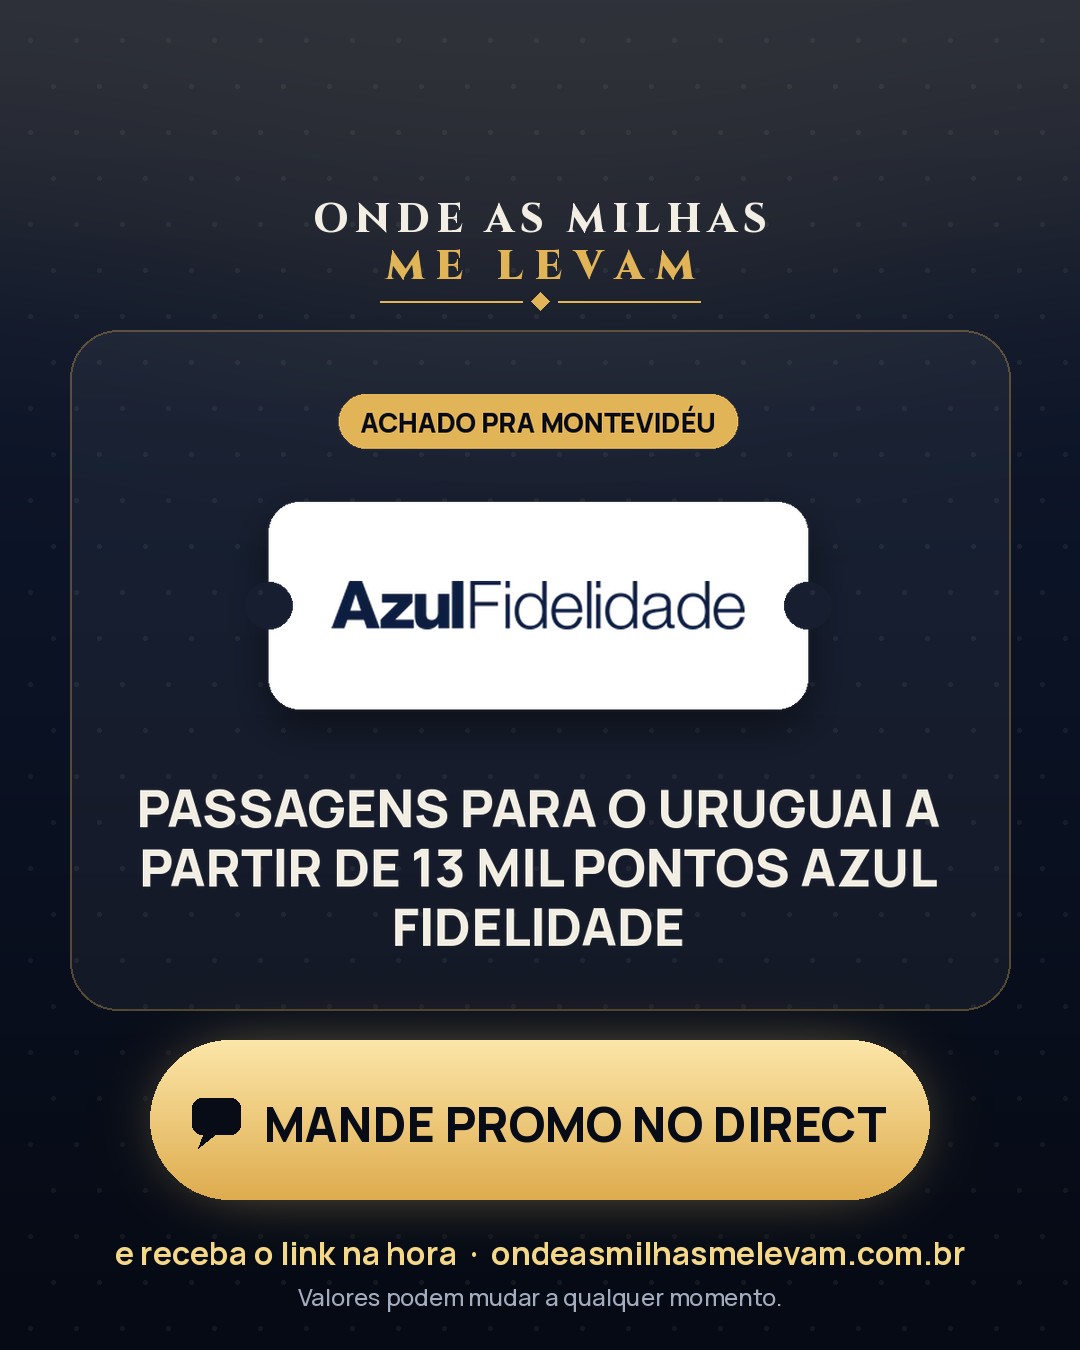 ONDE AS MILHAS
ME LEVAM
ACHADO PRA MONTEVIDÉU
AzulFidelidade
PASSAGENS PARA O URUGUAI A
PARTIR DE 13 MIL PONTOS AZUL
FIDELIDADE
MANDE PROMO NO DIRECT
e receba o link na hora · ondeasmilhasmelevam.com.br
Valores podem mudar a qualquer momento.